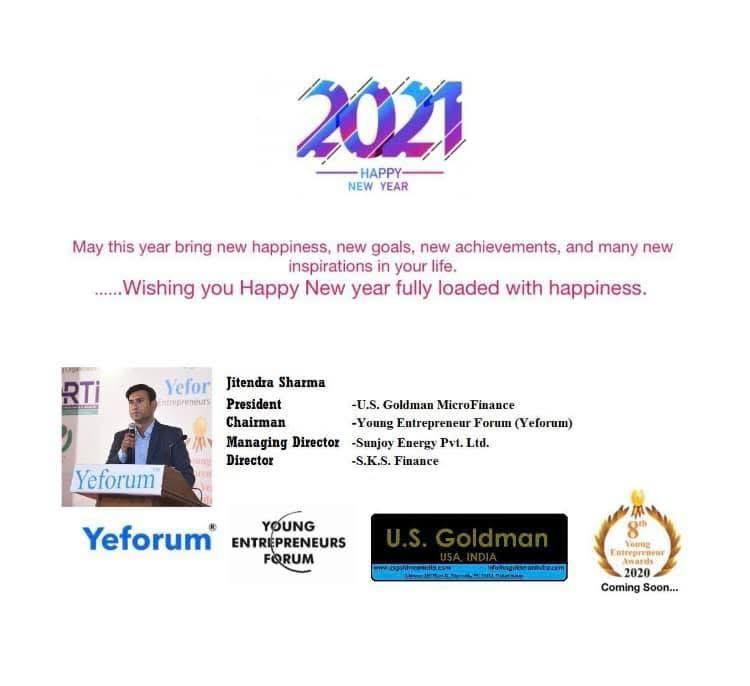 2021
HAPPY
NEW YEAR
May this year bring new happiness, new goals, new achievements, and many new
inspirations in your life.
......Wishing you Happy New year fully loaded with happiness.
RTi
Yefor
Entrepreneurs
Yeforum
Jitendra Sharma
President -U.S. Goldman MicroFinance
Chairman -Young Entrepreneur Forum (Yeforum)
Managing Director -Sunjoy Energy Pvt. Ltd.
Director -S.K.S. Finance
Yeforum®
YOUNG
ENTREPRENEURS
FORUM
U.S. Goldman
USA, INDIA
8th
Young
Entrepreneur
Awards
2020
Coming Soon...